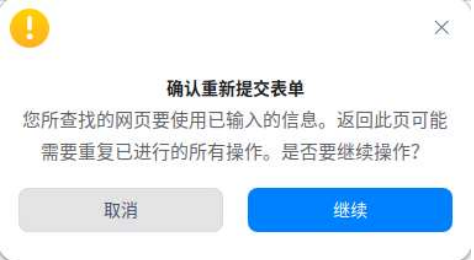 确认重新提交表单
您所查找的网页要使用已输入的信息。返回此页可能
需要重复已进行的所有操作。是否要继续操作？
取消
继续